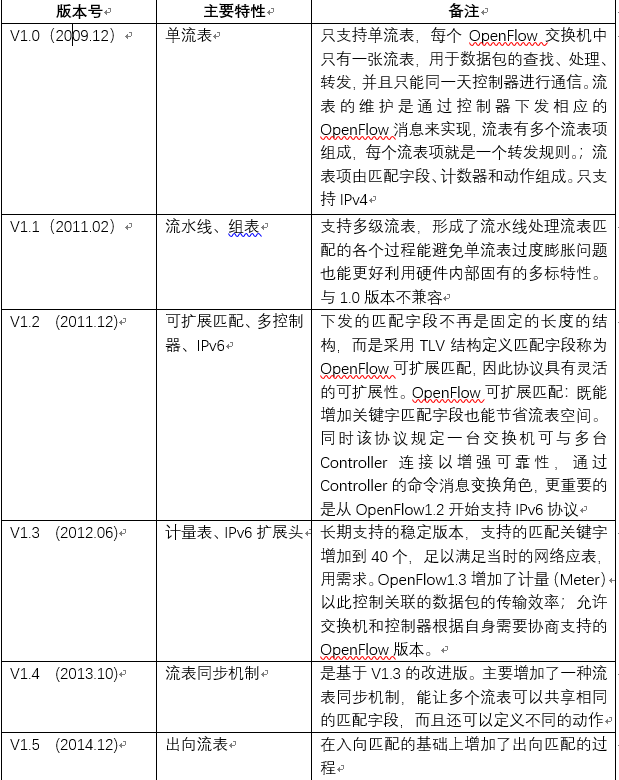 版本号 主要特性 备注
V1.0（2009.12） 单流表 只支持单流表，每个 OpenFlow 交换机中
只有一张流表，用于数据包的查找、处理、
转发，并且只能同一天控制器进行通信。流
表的维护是通过控制器下发相应的
OpenFlow 消息来实现，流表有多个流表项
组成，每个流表项就是一个转发规则。；流
表项由匹配字段、计数器和动作组成。只支
持 IPv4
V1.1（2011.02） 流水线、组表 支持多级流表，形成了流水线处理流表匹
配的各个过程能避免单流表过度膨胀问题
也能更好利用硬件内部固有的多标特性。
与 1.0 版本不兼容
V1.2 (2011.12) 可扩展匹配、多控制 下发的匹配字段不再是固定的长度的结
器、IPv6 构，而是采用 TLV 结构定义匹配字段称为
OpenFlow 可扩展匹配，因此协议具有灵活
的可扩展性。OpenFlow 可扩展匹配：既能
增加关键字匹配字段也能节省流表空间。
同时该协议规定一台交换机可与多台
Controller 连接以增强可靠性，通过
Controller 的命令消息变换角色，更重要的
是从 OpenFlow1.2 开始支持 IPv6 协议
V1.3 (2012.06) 计量表、IPv6 扩展头 长期支持的稳定版本，支持的匹配关键字
增加到 40 个，足以满足当时的网络应表，
用需求。OpenFlow1.3 增加了计量（Meter）
以此控制关联的数据包的传输效率；允许
交换机和控制器根据自身需要协商支持的
OpenFlow 版本。
V1.4 (2013.10) 流表同步机制 是基于 V1.3 的改进版。主要增加了一种流
表同步机制，能让多个流表可以共享相同
的匹配字段，而且还可以定义不同的动作
V1.5 (2014.12) 出向流表 在入向匹配的基础上增加了出向匹配的过
程